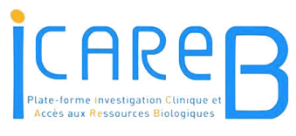 iCAREB
Plate-forme Investigation Clinique et
Accès aux Ressources Biologiques